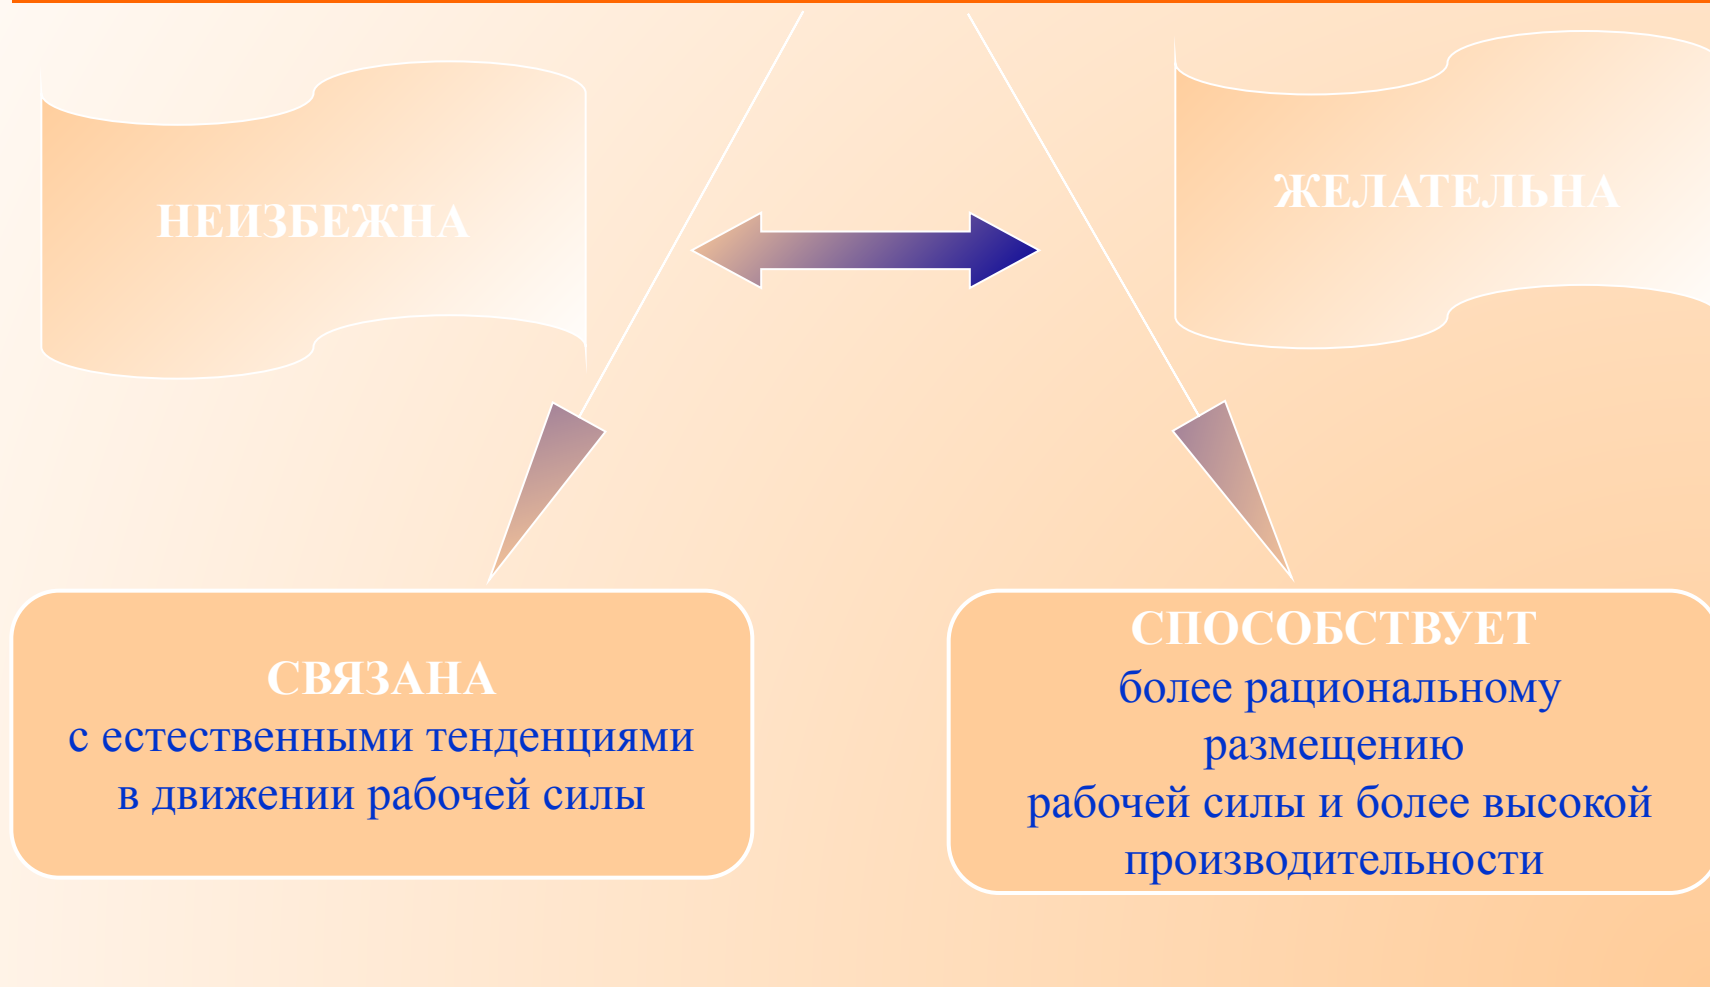 НЕИЗБЕЖНА
ЖЕЛАТЕЛЬНА
СВЯЗАНА
с естественными тенденциями
в движении рабочей силы
СПОСОБСТВУЕТ
более рациональному
размещению
рабочей силы и более высокой
производительности